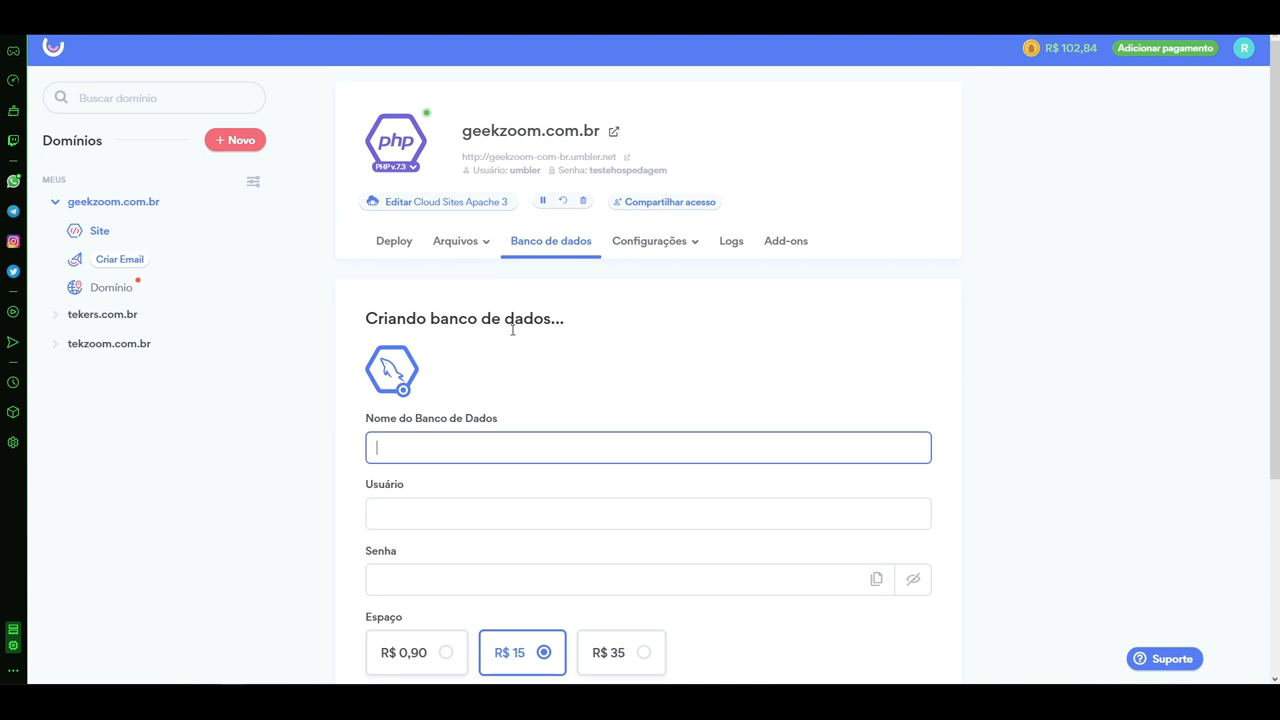 R$ 102,84
Adicionar pagamento
R
Buscar domínio
Domínios
+ Novo
MEUS
geekzoom.com.br
Site
Criar Email
Domínio
tekers.com.br
tekzoom.com.br
php
PHP v.7.3
geekzoom.com.br
http://geekzoom-com-br.umbler.net
Usuário: umbler Senha: testehospedagem
Editar Cloud Sites Apache 3
Compartilhar acesso
Deploy Arquivos Banco de dados Configurações Logs Add-ons
Criando banco de dados...
Nome do Banco de Dados
Usuário
Senha
Espaço
R$ 0,90 R$ 15 R$ 35
Suporte